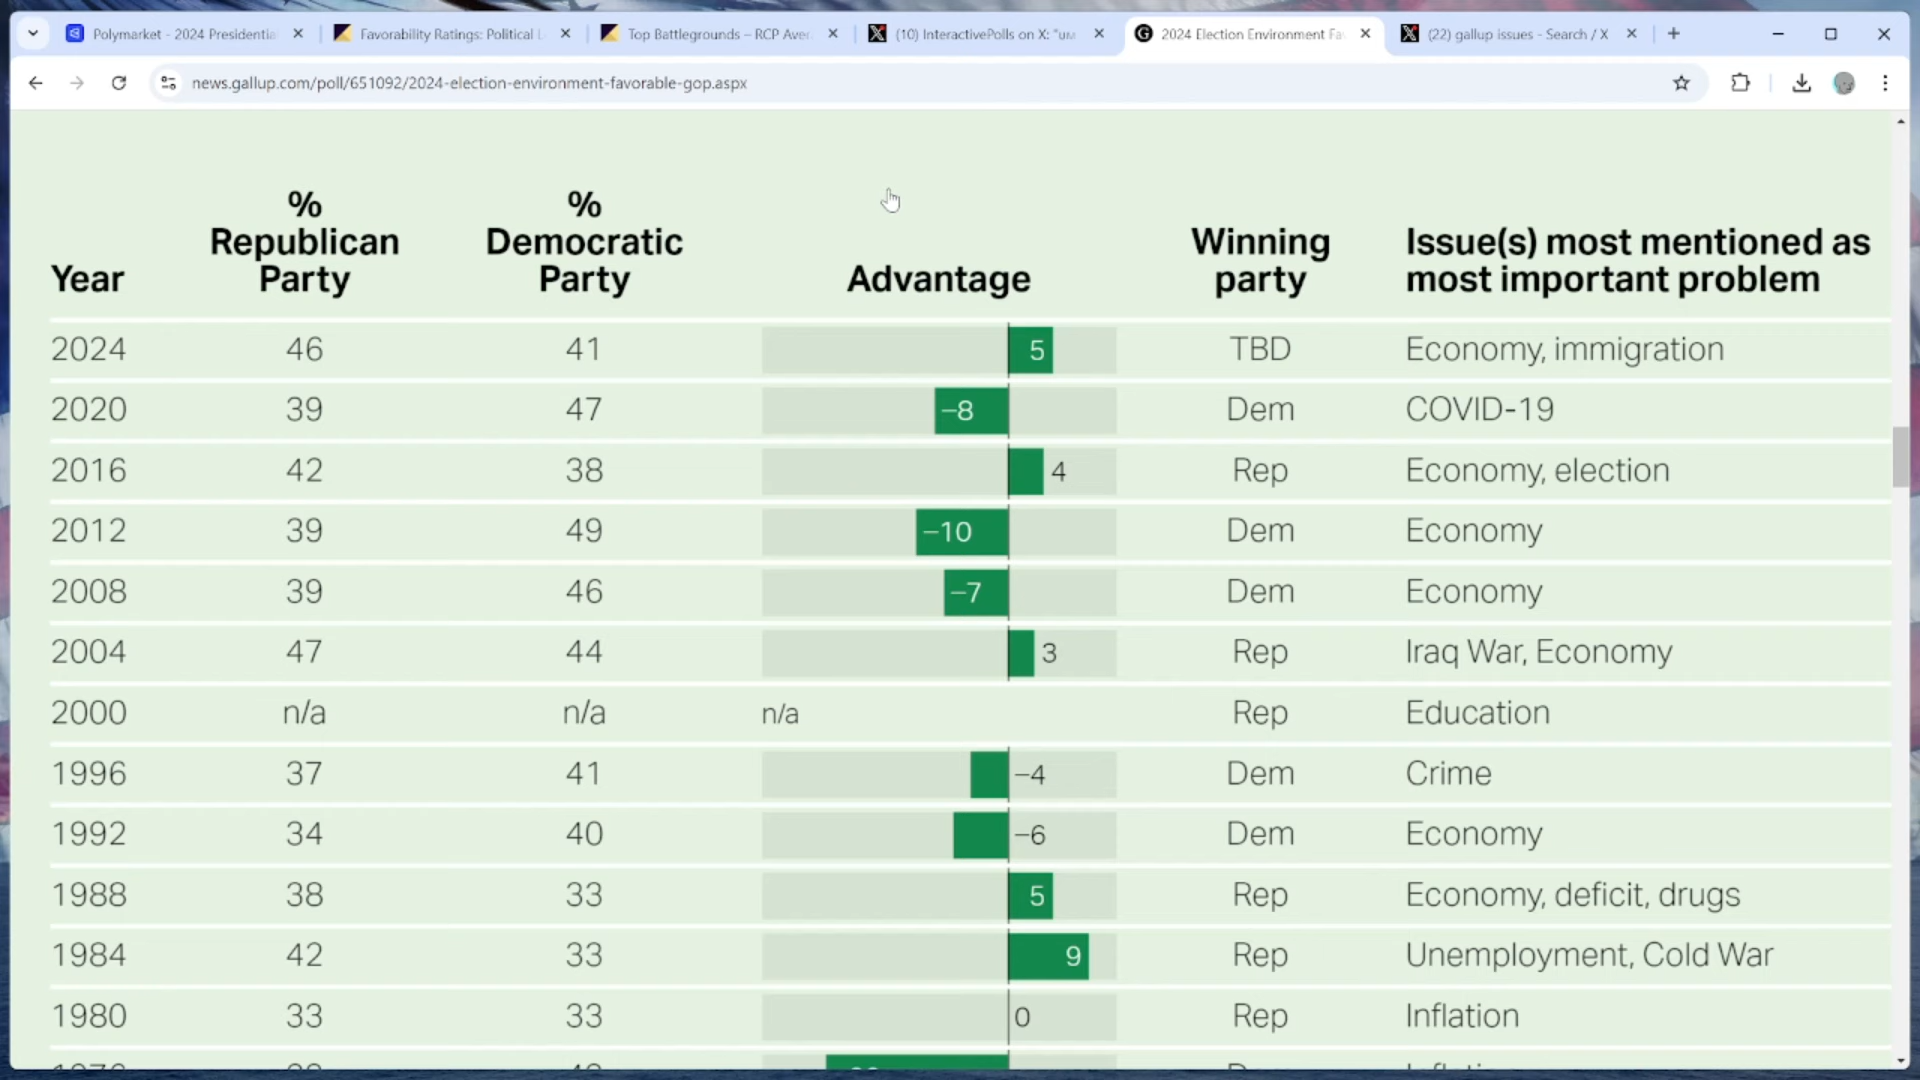 Polymarket - 2024 Presidentia
Favorability Ratings: Political L
Top Battlegrounds – RCP Aver
(10) InteractivePolls on X: "um
2024 Election Environment Fa
(22) gallup issues - Search / X
news.gallup.com/poll/651092/2024-election-environment-favorable-gop.aspx
Year % Republican Party % Democratic Party Advantage Winning party Issue(s) most mentioned as most important problem
2024 46 41 5 TBD Economy, immigration
2020 39 47 –8 Dem COVID-19
2016 42 38 4 Rep Economy, election
2012 39 49 –10 Dem Economy
2008 39 46 –7 Dem Economy
2004 47 44 3 Rep Iraq War, Economy
2000 n/a n/a n/a Rep Education
1996 37 41 –4 Dem Crime
1992 34 40 –6 Dem Economy
1988 38 33 5 Rep Economy, deficit, drugs
1984 42 33 9 Rep Unemployment, Cold War
1980 33 33 0 Rep Inflation